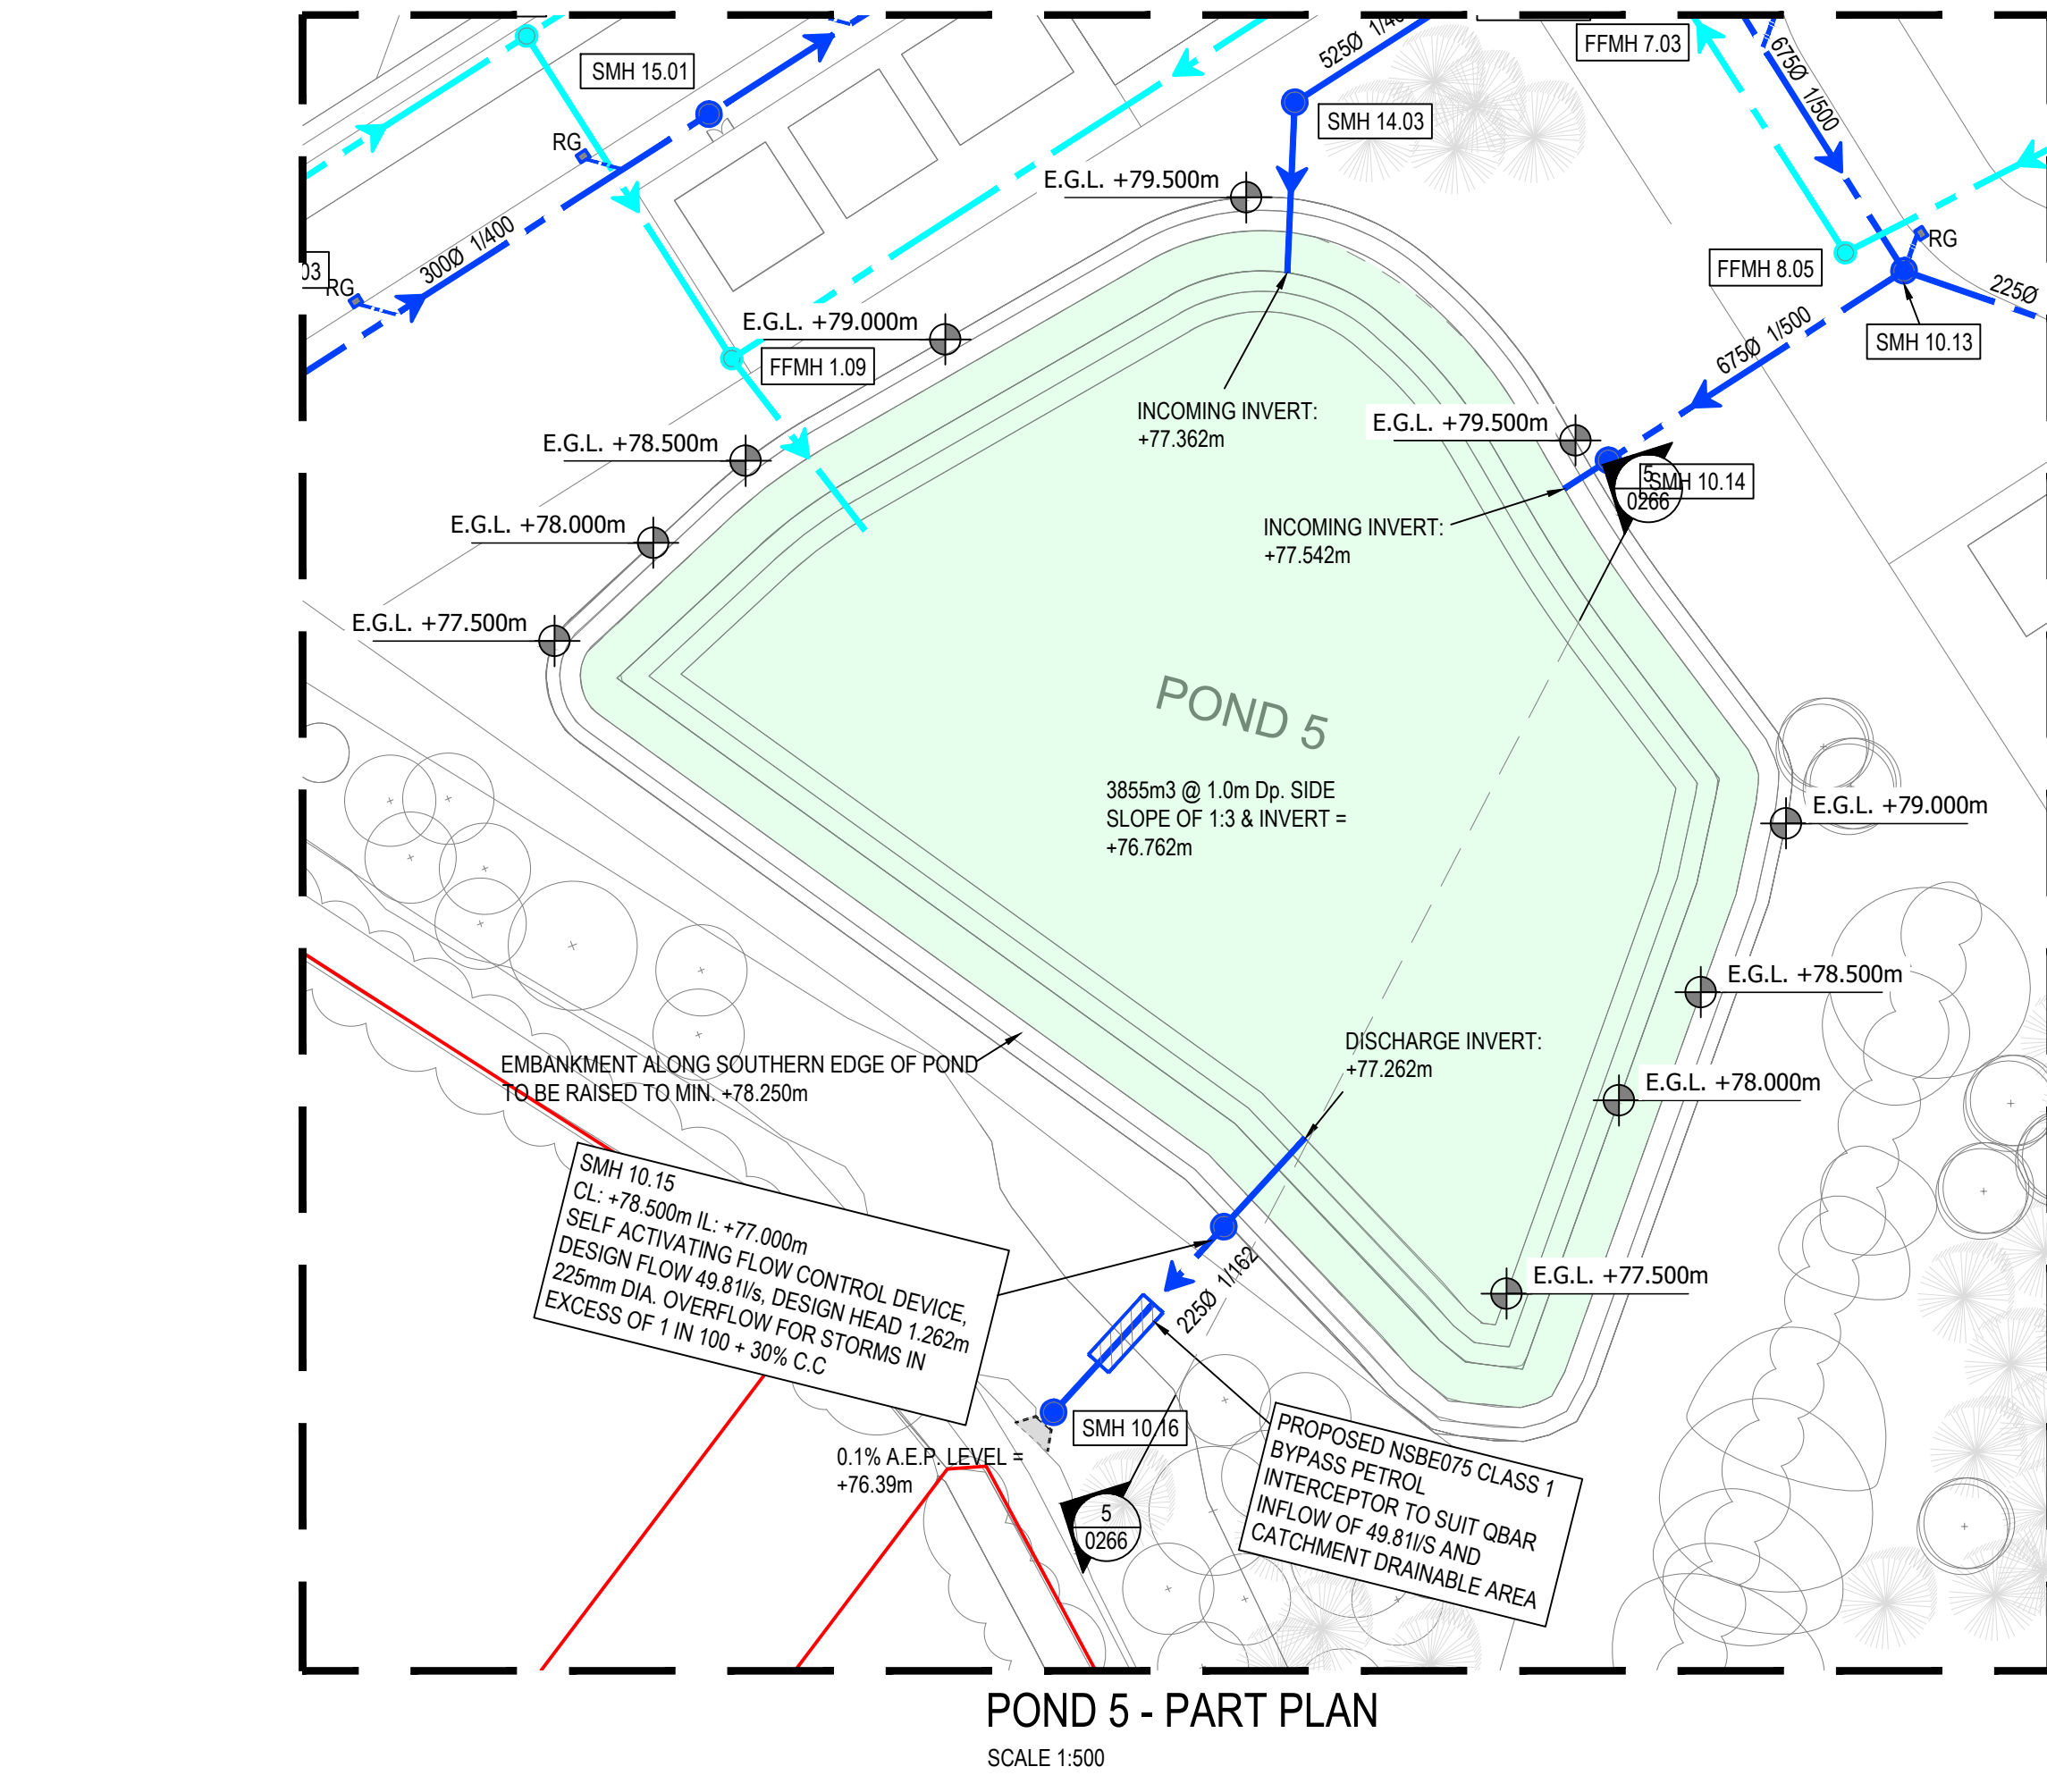 525Ø
FFMH 7.03
675Ø 1/500
SMH 15.01
SMH 14.03
RG
E.G.L. +79.500m
300Ø 1/400
RG
FFMH 8.05
225Ø
03
RG
E.G.L. +79.000m
675Ø 1/500
SMH 10.13
FFMH 1.09
INCOMING INVERT:
+77.362m
E.G.L. +79.500m
E.G.L. +78.500m
5
0266
SMH 10.14
E.G.L. +78.000m
INCOMING INVERT:
+77.542m
E.G.L. +77.500m
POND 5
3855m3 @ 1.0m Dp. SIDE
SLOPE OF 1:3 & INVERT =
+76.762m
E.G.L. +79.000m
E.G.L. +78.500m
DISCHARGE INVERT:
+77.262m
EMBANKMENT ALONG SOUTHERN EDGE OF POND
TO BE RAISED TO MIN. +78.250m
E.G.L. +78.000m
SMH 10.15
CL: +78.500m IL: +77.000m
SELF ACTIVATING FLOW CONTROL DEVICE,
DESIGN FLOW 49.81l/s, DESIGN HEAD 1.262m
225mm DIA. OVERFLOW FOR STORMS IN
EXCESS OF 1 IN 100 + 30% C.C
225Ø 1/162
E.G.L. +77.500m
SMH 10.16
0.1% A.E.P. LEVEL =
+76.39m
5
0266
PROPOSED NSBE075 CLASS 1
BYPASS PETROL
INTERCEPTOR TO SUIT QBAR
INFLOW OF 49.81l/S AND
CATCHMENT DRAINABLE AREA
POND 5 - PART PLAN
SCALE 1:500